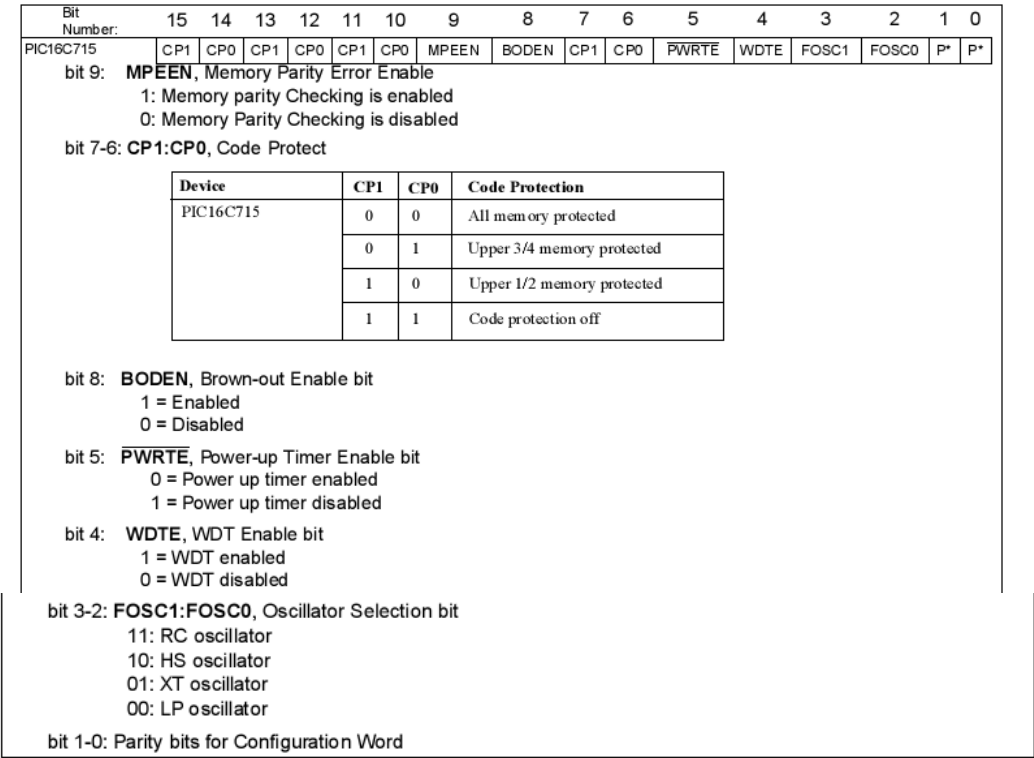 Bit
Number: 15 14 13 12 11 10 9 8 7 6 5 4 3 2 1 0
PIC16C715 CP1 CP0 CP1 CP0 CP1 CP0 MPEEN BODEN CP1 CP0 PWRTE WDTE FOSC1 FOSC0 P* P*
bit 9: MPEEN, Memory Parity Error Enable
1: Memory parity Checking is enabled
0: Memory Parity Checking is disabled
bit 7-6: CP1:CP0, Code Protect
Device CP1 CP0 Code Protection
PIC16C715 0 0 All memory protected
0 1 Upper 3/4 memory protected
1 0 Upper 1/2 memory protected
1 1 Code protection off
bit 8: BODEN, Brown-out Enable bit
1 = Enabled
0 = Disabled
bit 5: PWRTE, Power-up Timer Enable bit
0 = Power up timer enabled
1 = Power up timer disabled
bit 4: WDTE, WDT Enable bit
1 = WDT enabled
0 = WDT disabled
bit 3-2: FOSC1:FOSC0, Oscillator Selection bit
11: RC oscillator
10: HS oscillator
01: XT oscillator
00: LP oscillator
bit 1-0: Parity bits for Configuration Word